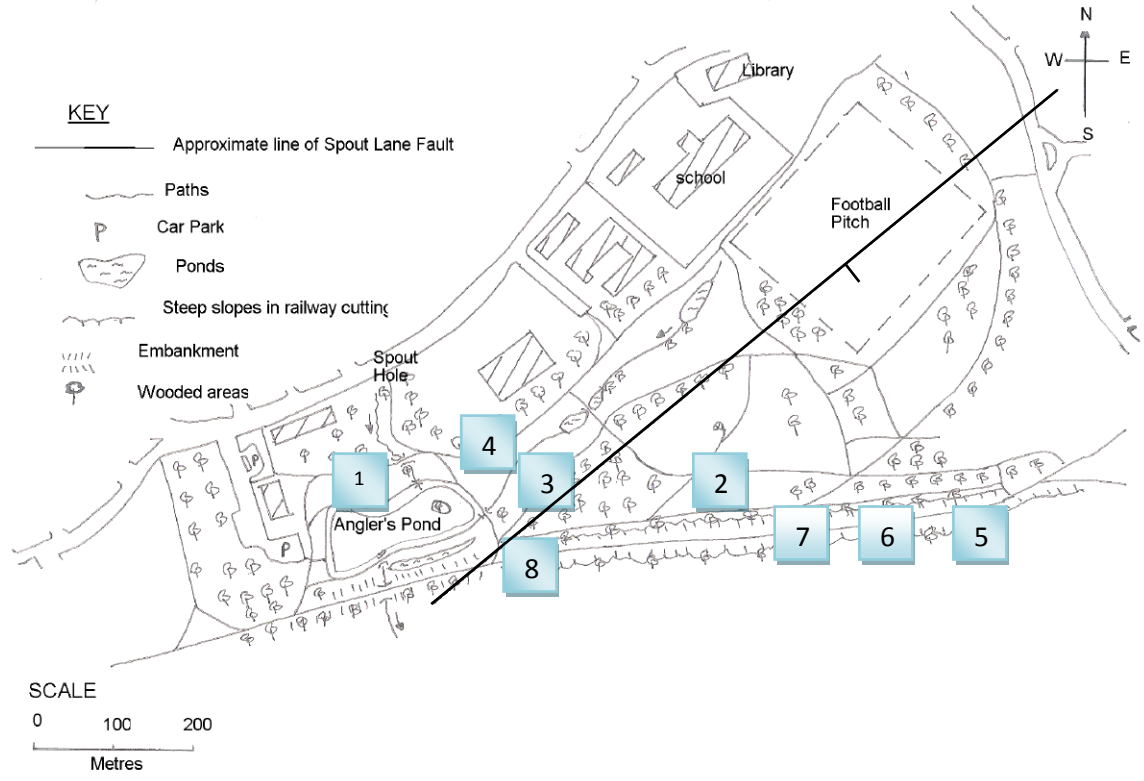 N
W E
S
Library
KEY
Approximate line of Spout Lane Fault
school
Paths
Football
Pitch
P Car Park
Ponds
Steep slopes in railway cutting
Embankment
Spout
Hole
Wooded areas
4
P
1
3
2
Angler's Pond
7
6
5
P
8
SCALE
0 100 200
Metres